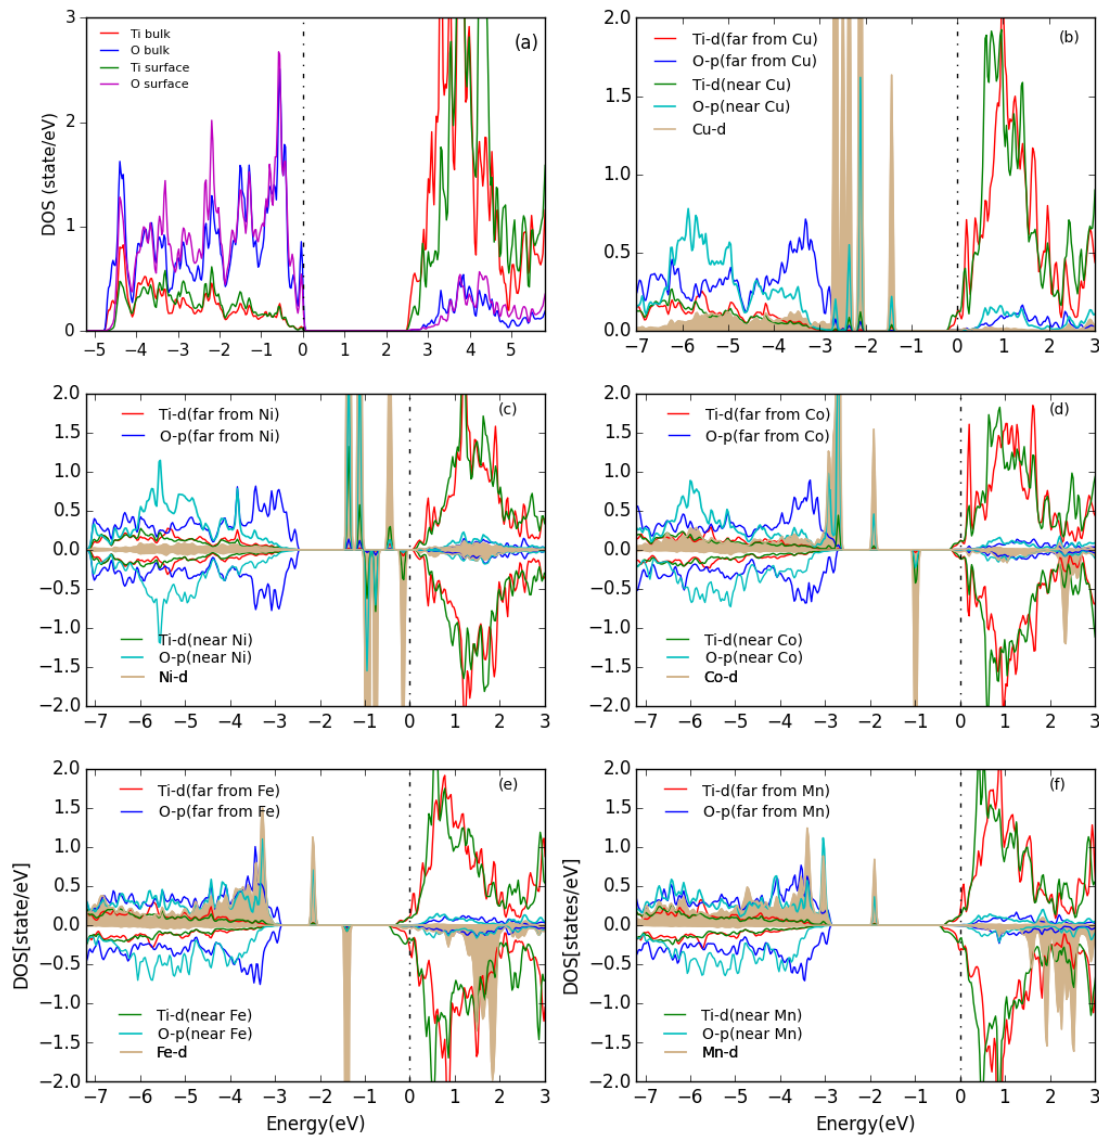 (a)
Ti bulk
O bulk
Ti surface
O surface
DOS (state/eV)
3
2
1
0
−5 −4 −3 −2 −1 0 1 2 3 4 5
(b)
Ti-d(far from Cu)
O-p(far from Cu)
Ti-d(near Cu)
O-p(near Cu)
Cu-d
2.0
1.5
1.0
0.5
0.0
−7 −6 −5 −4 −3 −2 −1 0 1 2 3
(c)
Ti-d(far from Ni)
O-p(far from Ni)
2.0
1.5
1.0
0.5
0.0
−0.5
−1.0
−1.5
−2.0
Ti-d(near Ni)
O-p(near Ni)
Ni-d
−7 −6 −5 −4 −3 −2 −1 0 1 2 3
(d)
Ti-d(far from Co)
O-p(far from Co)
2.0
1.5
1.0
0.5
0.0
−0.5
−1.0
−1.5
−2.0
Ti-d(near Co)
O-p(near Co)
Co-d
−7 −6 −5 −4 −3 −2 −1 0 1 2 3
(e)
Ti-d(far from Fe)
O-p(far from Fe)
DOS[state/eV]
2.0
1.5
1.0
0.5
0.0
−0.5
−1.0
−1.5
−2.0
Ti-d(near Fe)
O-p(near Fe)
Fe-d
−7 −6 −5 −4 −3 −2 −1 0 1 2 3
Energy(eV)
(f)
Ti-d(far from Mn)
O-p(far from Mn)
DOS[states/eV]
2.0
1.5
1.0
0.5
0.0
−0.5
−1.0
−1.5
−2.0
Ti-d(near Mn)
O-p(near Mn)
Mn-d
−7 −6 −5 −4 −3 −2 −1 0 1 2 3
Energy(eV)